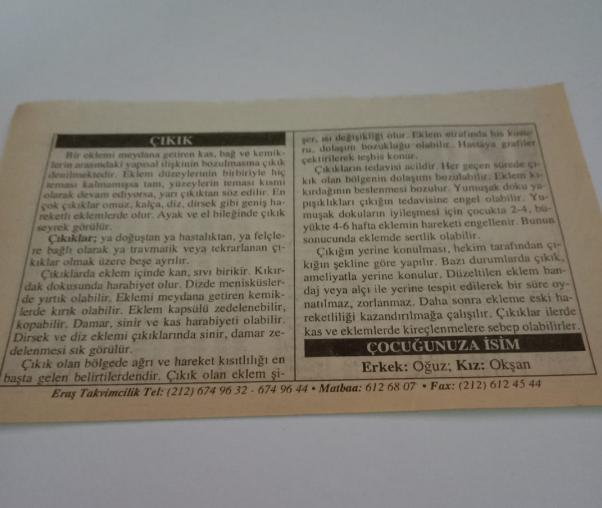 ÇIKIK
Bir eklemi meydana getiren kas, bağ ve kemik-
lerin arasındaki yapısal ilişkinin bozulmasına çıkık
denilmektedir. Eklem düzeylerinin birbiriyle hiç
teması kalmamışsa tam, yüzeylerin teması kısmi
olarak devam ediyorsa, yarı çıkıktan söz edilir. En
çok çıkıklar omuz, kalça, diz, dirsek gibi geniş ha-
reketli eklemlerde olur. Ayak ve el bileğinde çıkık
seyrek görülür.
Çıkıklar; ya doğuştan ya hastalıktan, ya felçle-
re bağlı olarak ya travmatik veya tekrarlanan çı-
kıklar olmak üzere beşe ayrılır.
Çıkıklarda eklem içinde kan, sıvı birikir. Kıkır-
dak dokusunda harabiyet olur. Dizde menisküsler-
de yırtık olabilir. Eklemi meydana getiren kemik-
lerde kırık olabilir. Eklem kapsülü zedelenebilir,
kopabilir. Damar, sinir ve kas harabiyeti olabilir.
Dirsek ve diz eklemi çıkıklarında sinir, damar ze-
delenmesi sık görülür.
Çıkık olan bölgede ağrı ve hareket kısıtlılığı en
başta gelen belirtilerdendir. Çıkık olan eklem şi-
şer, ısı değişikliği olur. Eklem etrafında his kusu-
ru, dolaşım bozukluğu olabilir. Hastaya grafiler
çektirilerek teşhis konur.
Çıkıkların tedavisi acildir. Her geçen sürede çı-
kık olan bölgenin dolaşımı bozulabilir. Eklem kı-
kırdağının beslenmesi bozulur. Yumuşak doku ya-
pışıklıkları çıkığın tedavisine engel olabilir. Yu-
muşak dokuların iyileşmesi için çocukta 2-4, bü-
yükte 4-6 hafta eklemin hareketi engellenir. Bunun
sonucunda eklemde sertlik olabilir.
Çıkığın yerine konulması, hekim tarafından çı-
kığın şekline göre yapılır. Bazı durumlarda çıkık,
ameliyatla yerine konulur. Düzeltilen eklem ban-
daj veya alçı ile yerine tespit edilerek bir süre oy-
natılmaz, zorlanmaz. Daha sonra ekleme eski ha-
reketliliği kazandırılmağa çalışılır. Çıkıklar ilerde
kas ve eklemlerde kireçlenmelere sebep olabilirler.
ÇOCUĞUNUZA İSİM
Erkek: Oğuz; Kız: Okşan
Eraş Takvimcilik Tel: (212) 674 96 32 - 674 96 44 • Matbaa: 612 68 07 • Fax: (212) 612 45 44